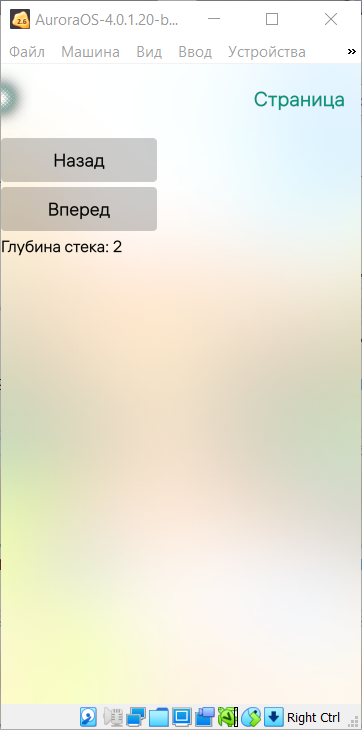 AuroraOS-4.0.1.20-b...
Файл Машина Вид Ввод Устройства »
Страница
Назад
Вперед
Глубина стека: 2
Right Ctrl